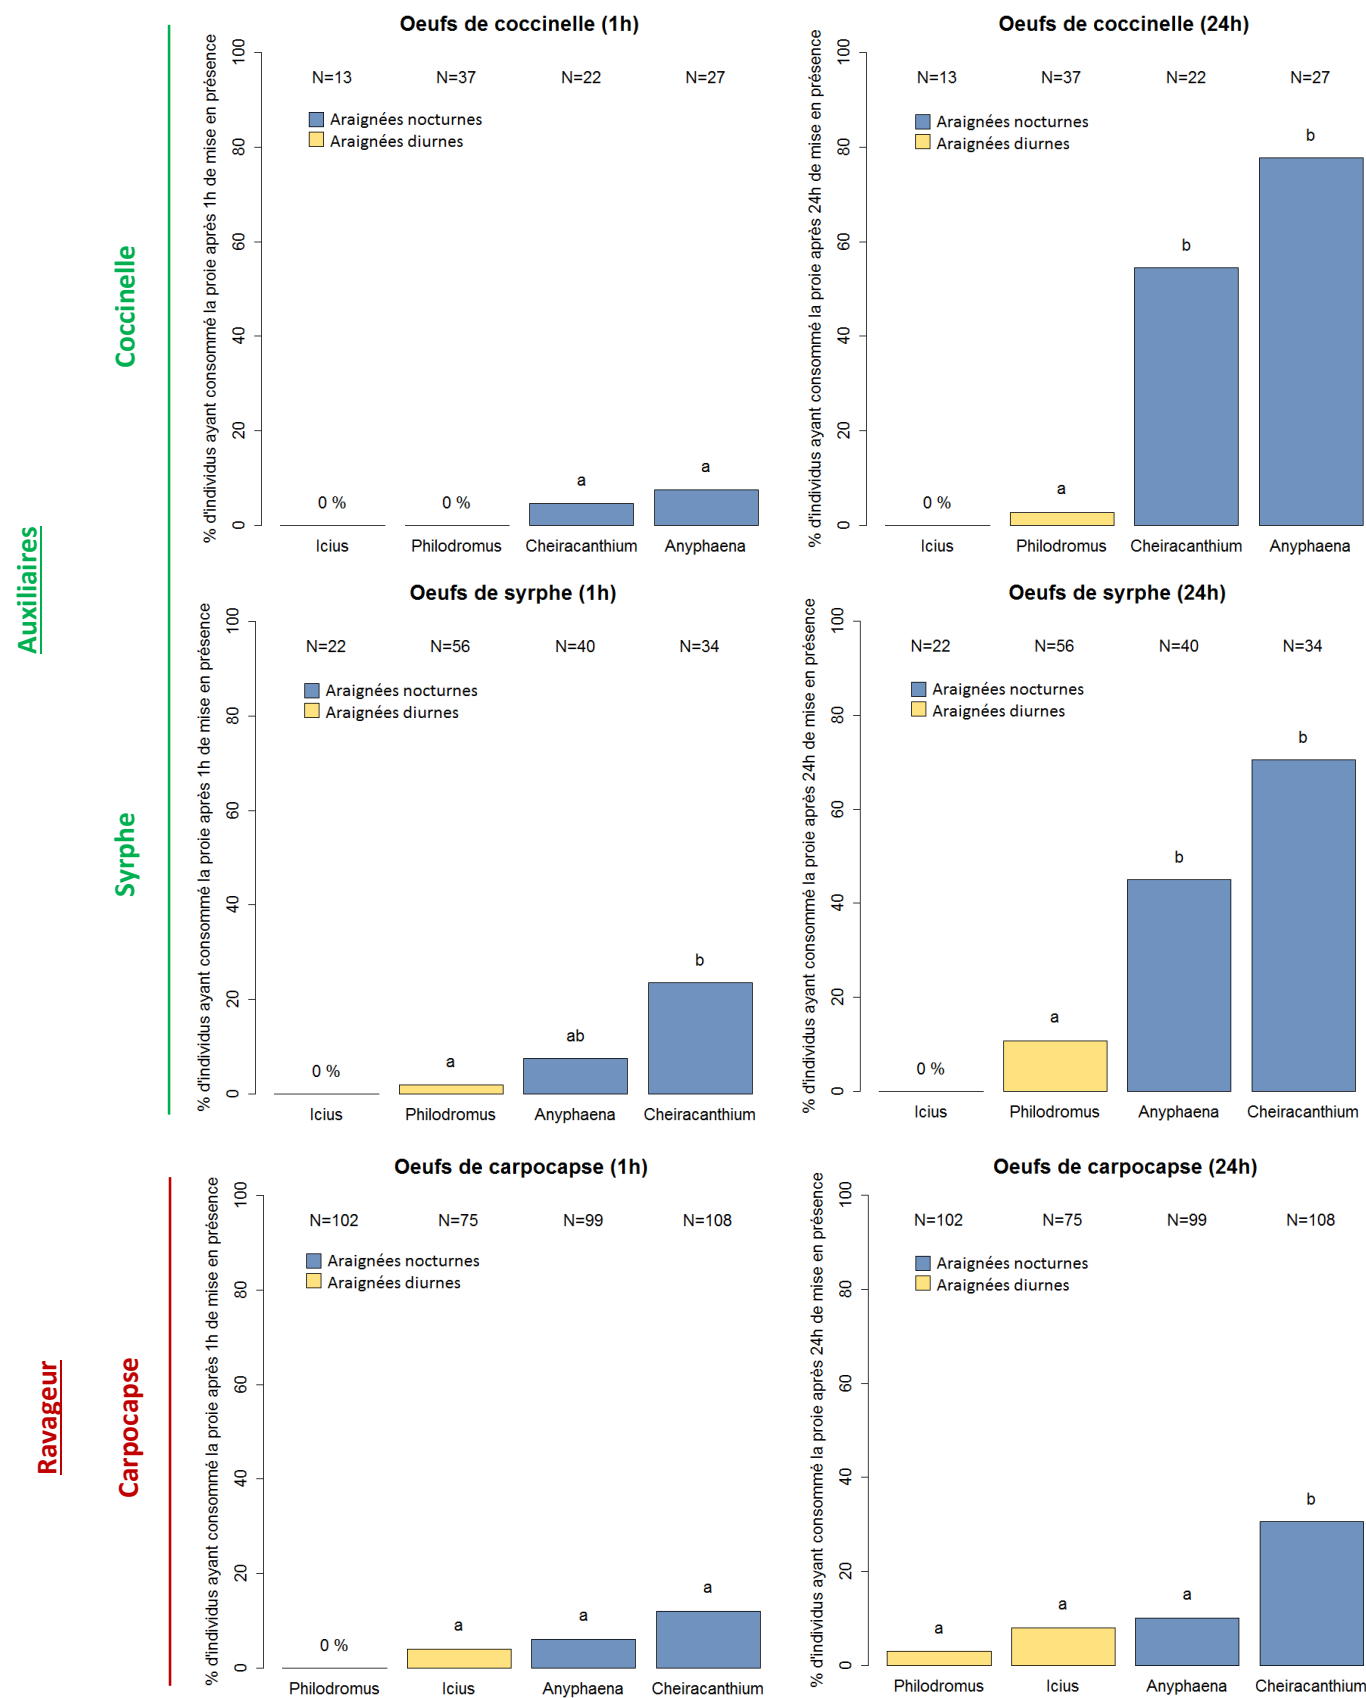 Auxiliaires
Coccinelle
Oeufs de coccinelle (1h)
% d'individus ayant consommé la proie après 1h de mise en présence
100
80
60
40
20
0
N=13 N=37 N=22 N=27
Araignées nocturnes
Araignées diurnes
0 % 0 % a a
Icius Philodromus Cheiracanthium Anyphaena
Oeufs de coccinelle (24h)
% d'individus ayant consommé la proie après 24h de mise en présence
100
80
60
40
20
0
N=13 N=37 N=22 N=27
Araignées nocturnes
Araignées diurnes
0 % a b b
Icius Philodromus Cheiracanthium Anyphaena
Syrphe
Oeufs de syrphe (1h)
% d'individus ayant consommé la proie après 1h de mise en présence
100
80
60
40
20
0
N=22 N=56 N=40 N=34
Araignées nocturnes
Araignées diurnes
0 % a ab b
Icius Philodromus Anyphaena Cheiracanthium
Oeufs de syrphe (24h)
% d'individus ayant consommé la proie après 24h de mise en présence
100
80
60
40
20
0
N=22 N=56 N=40 N=34
Araignées nocturnes
Araignées diurnes
0 % a b b
Icius Philodromus Anyphaena Cheiracanthium
Ravageur
Carpocapse
Oeufs de carpocapse (1h)
% d'individus ayant consommé la proie après 1h de mise en présence
100
80
60
40
20
0
N=102 N=75 N=99 N=108
Araignées nocturnes
Araignées diurnes
0 % a a a
Philodromus Icius Anyphaena Cheiracanthium
Oeufs de carpocapse (24h)
% d'individus ayant consommé la proie après 24h de mise en présence
100
80
60
40
20
0
N=102 N=75 N=99 N=108
Araignées nocturnes
Araignées diurnes
a a a b
Philodromus Icius Anyphaena Cheiracanthium